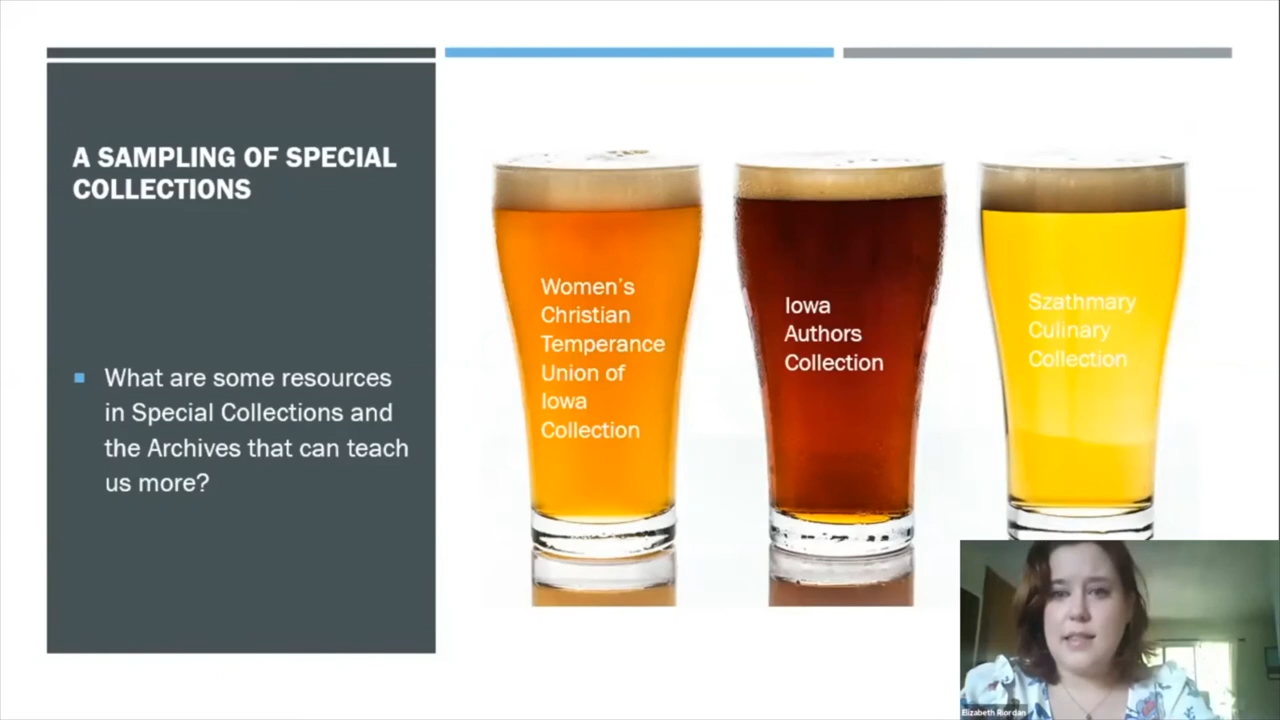 A SAMPLING OF SPECIAL
COLLECTIONS
What are some resources
in Special Collections and
the Archives that can teach
us more?
Women's
Christian
Temperance
Union of
Iowa
Collection
Iowa
Authors
Collection
Szathmary
Culinary
Collection
Elizabeth Riordan